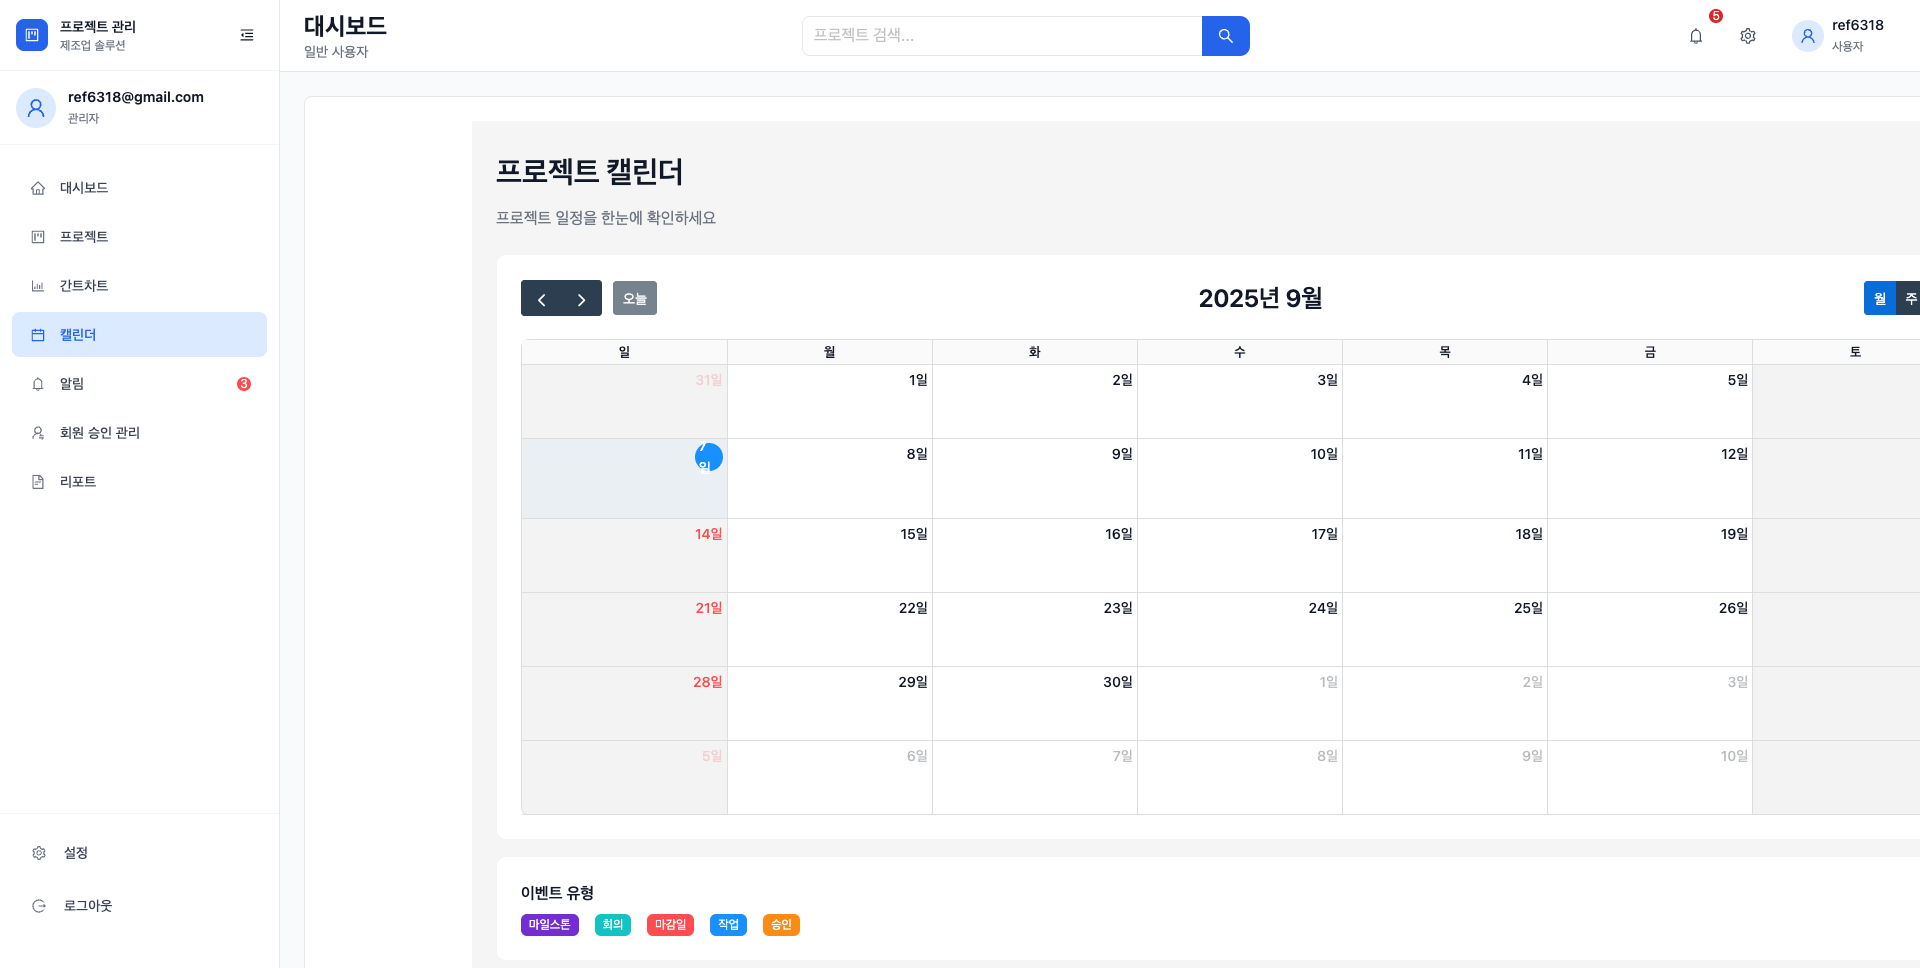 프로젝트 관리
제조업 솔루션
ref6318@gmail.com
관리자
대시보드
프로젝트
간트차트
캘린더
알림 3
회원 승인 관리
리포트
설정
로그아웃
대시보드
일반 사용자
프로젝트 검색...
5
ref6318
사용자
프로젝트 캘린더
프로젝트 일정을 한눈에 확인하세요
오늘
2025년 9월
월 주
일 월 화 수 목 금 토
31일 1일 2일 3일 4일 5일
7일 8일 9일 10일 11일 12일
14일 15일 16일 17일 18일 19일
21일 22일 23일 24일 25일 26일
28일 29일 30일 1일 2일 3일
5일 6일 7일 8일 9일 10일
이벤트 유형
마일스톤 회의 마감일 작업 승인